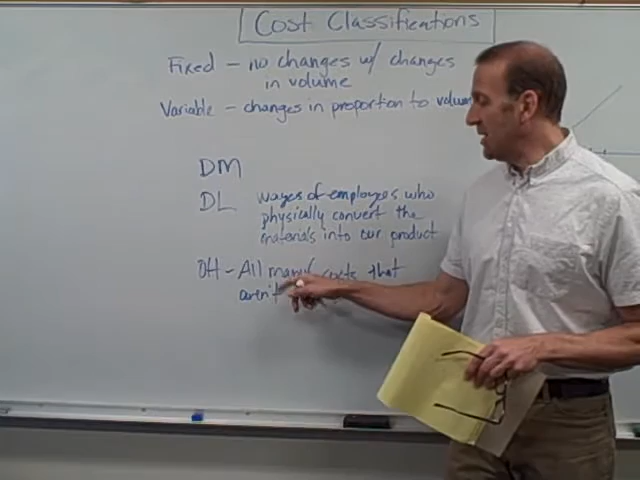 Cost Classifications
Fixed - no changes w/ changes
in volume
Variable - changes in proportion to volum
DM
DL wages of employees who
physically convert the
materials into our product
OH - All manuf costs that
aren't